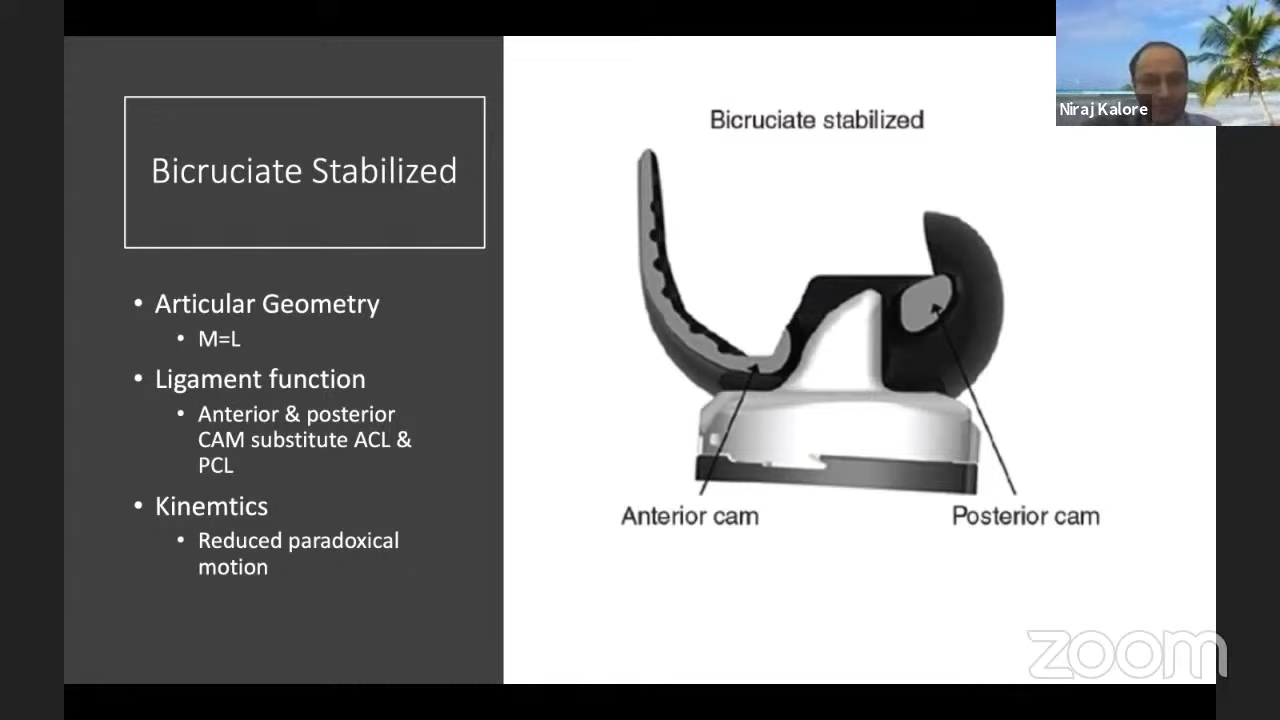 Bicruciate Stabilized
• Articular Geometry
• M=L
• Ligament function
• Anterior & posterior
CAM substitute ACL &
PCL
• Kinemtics
• Reduced paradoxical
motion
Bicruciate stabilized
Anterior cam
Posterior cam
Niraj Kalore
zoom